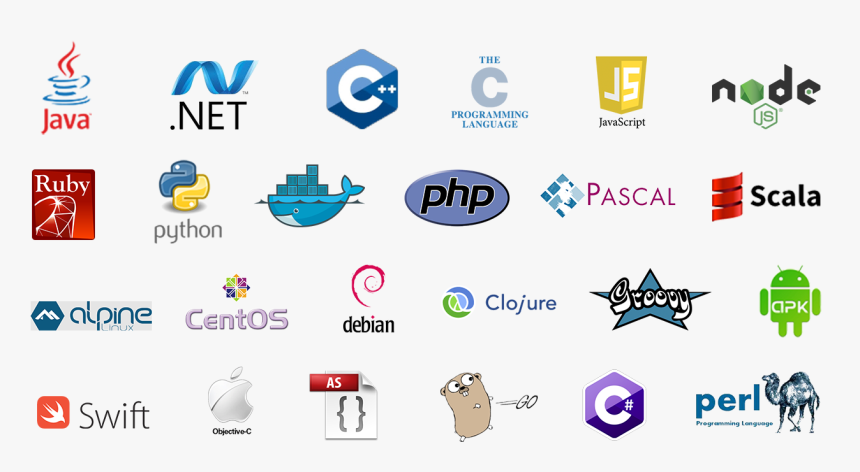 Java
.NET
C++
THE
C
PROGRAMMING
LANGUAGE
JS
JavaScript
node
JS
Ruby
python
php
PASCAL
Scala
alpine
LINUX
CentOS
debian
Clojure
Groovy
APK
Swift
Objective-C
AS
{}
GO
C#
perl
Programming Language